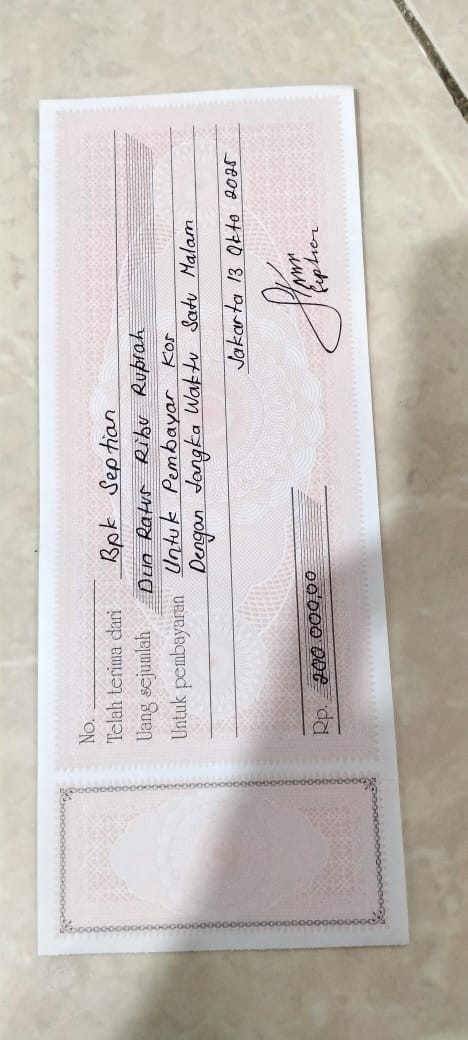 No.
Telah terima dari Bpk Septian
Uang sejumlah Dua Ratus Ribu Rupiah
Untuk pembayaran Untuk Pembayar Kos
Dengan Jangka Waktu Satu Malam
Jakarta 13 Okto 2025
Rp. 200.000,00
Septian